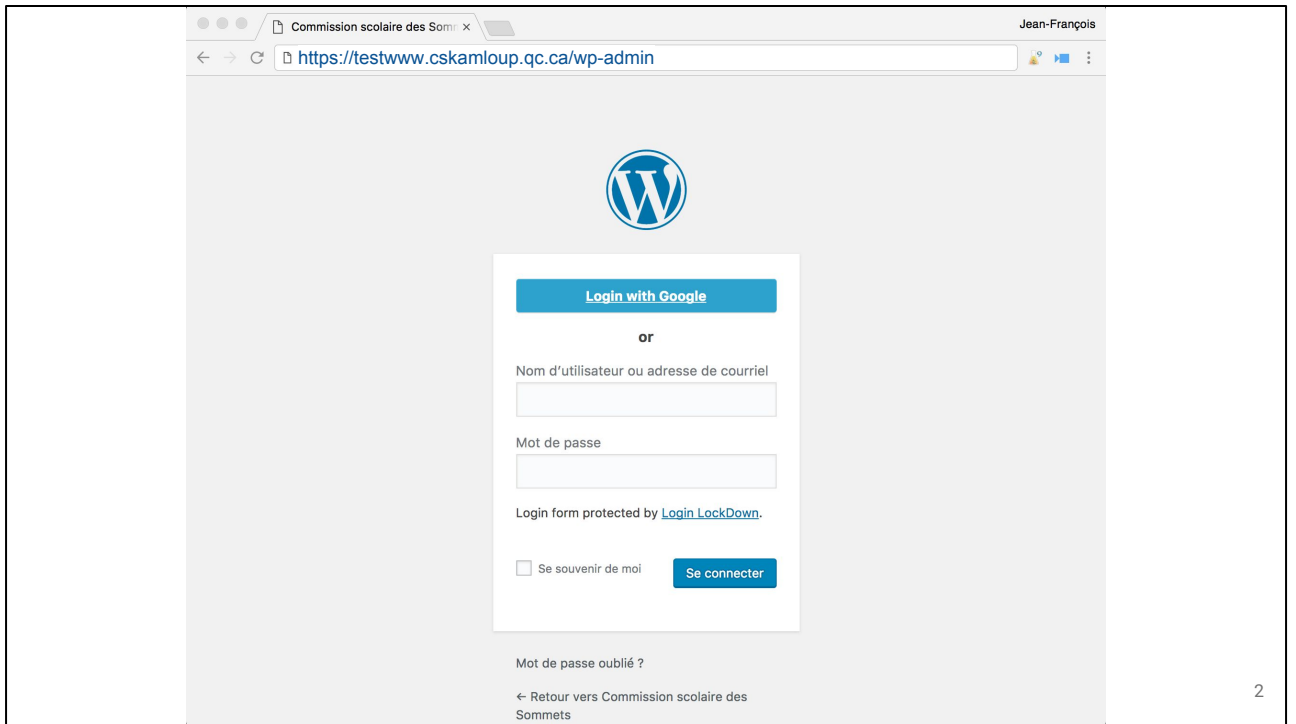 Commission scolaire des Som
Jean-François
https://testwww.cskamloup.qc.ca/wp-admin
Login with Google
or
Nom d'utilisateur ou adresse de courriel
Mot de passe
Login form protected by Login LockDown.
Se souvenir de moi
Se connecter
Mot de passe oublié ?
← Retour vers Commission scolaire des
Sommets
2